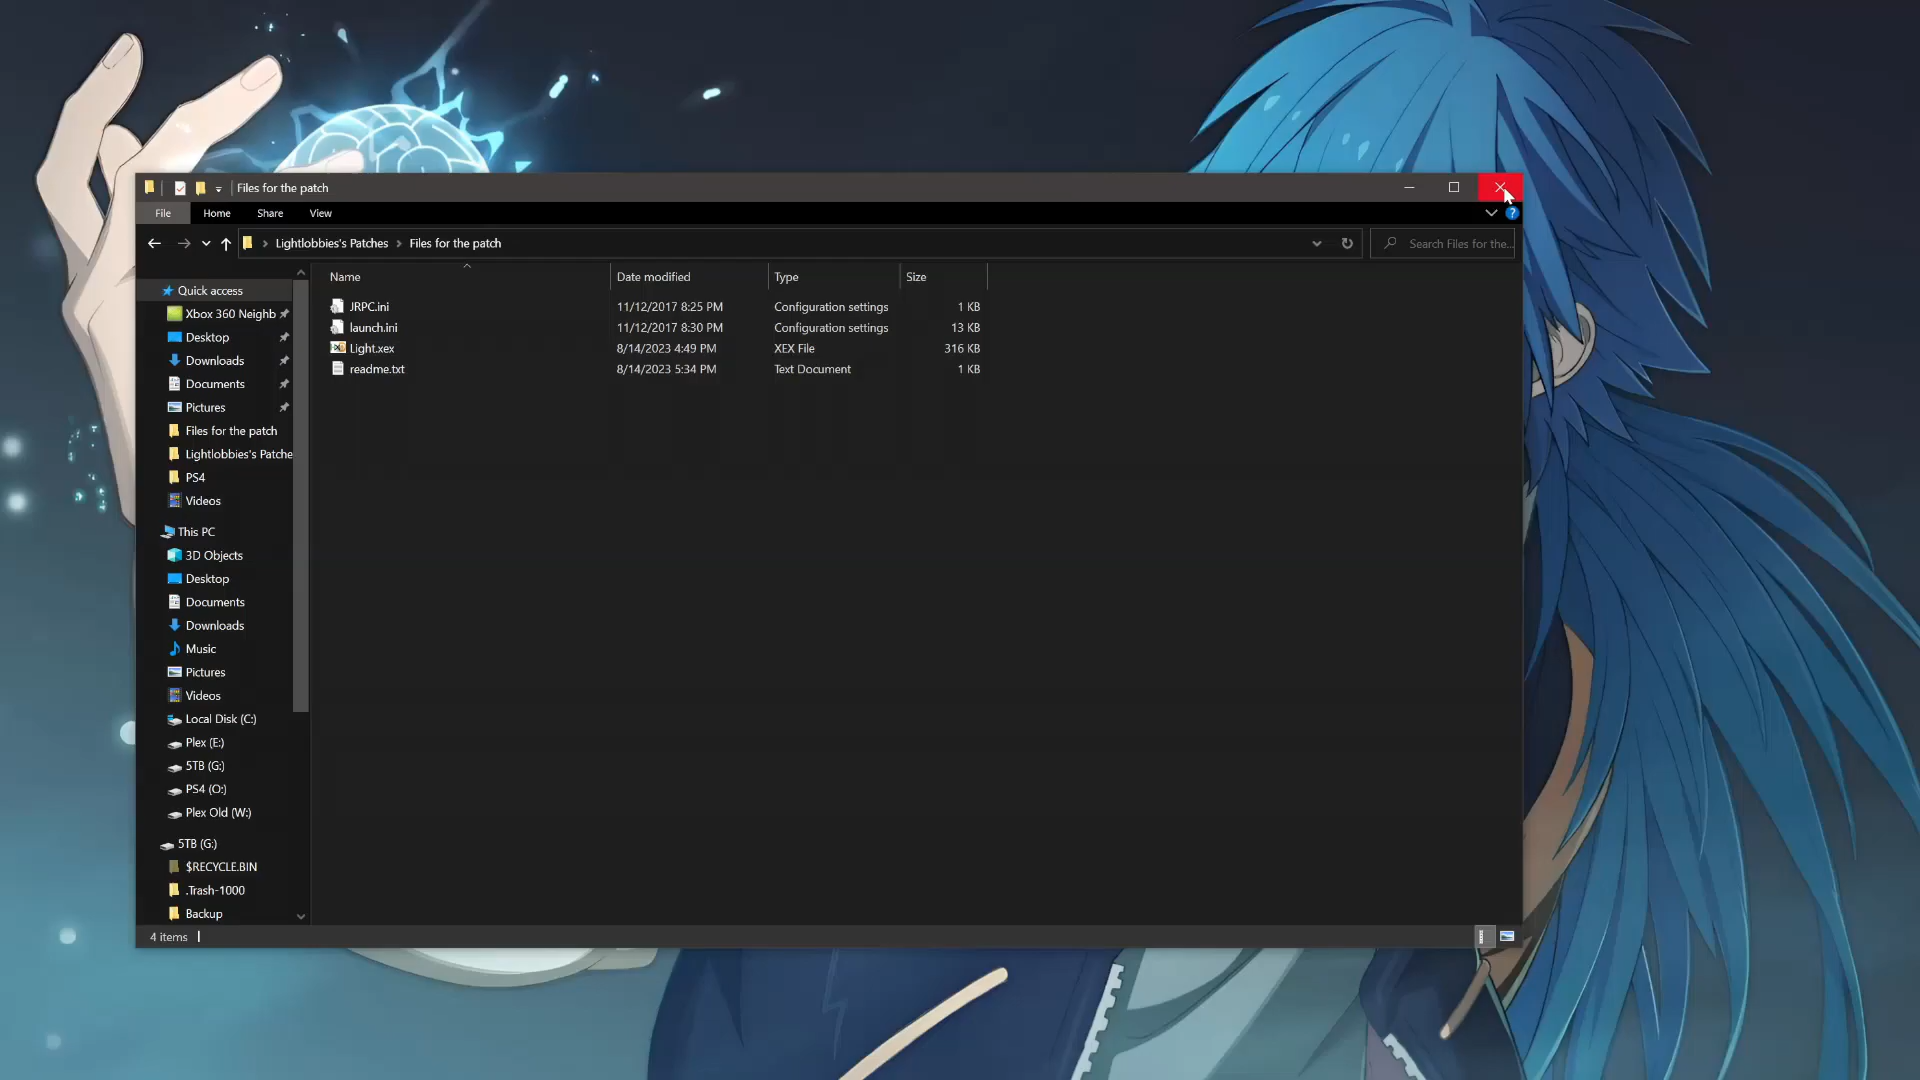 Files for the patch
File Home Share View
Lightlobbies's Patches Files for the patch Search Files for the...
Name Date modified Type Size
JRPC.ini 11/12/2017 8:25 PM Configuration settings 1 KB
launch.ini 11/12/2017 8:30 PM Configuration settings 13 KB
Light.xex 8/14/2023 4:49 PM XEX File 316 KB
readme.txt 8/14/2023 5:34 PM Text Document 1 KB
Quick access
Xbox 360 Neighb
Desktop
Downloads
Documents
Pictures
Files for the patch
Lightlobbies's Patche
PS4
Videos
This PC
3D Objects
Desktop
Documents
Downloads
Music
Pictures
Videos
Local Disk (C:)
Plex (E:)
5TB (G:)
PS4 (O:)
Plex Old (W:)
5TB (G:)
$RECYCLE.BIN
.Trash-1000
Backup
4 items